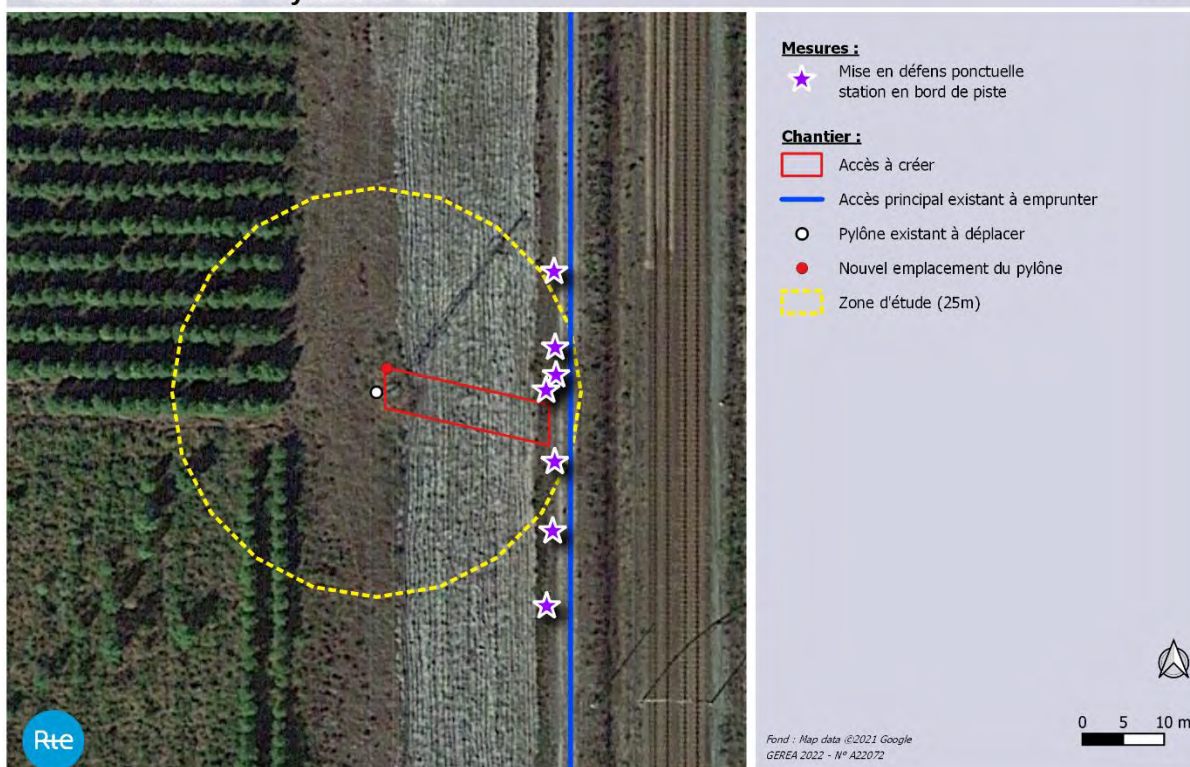 Mesures :
Mise en défens ponctuelle
station en bord de piste
Chantier :
Accès à créer
Accès principal existant à emprunter
Pylône existant à déplacer
Nouvel emplacement du pylône
Zone d'étude (25m)
Rte
0 5 10 m
Fond : Map data ©2021 Google
GEREA 2022 - N° A22072